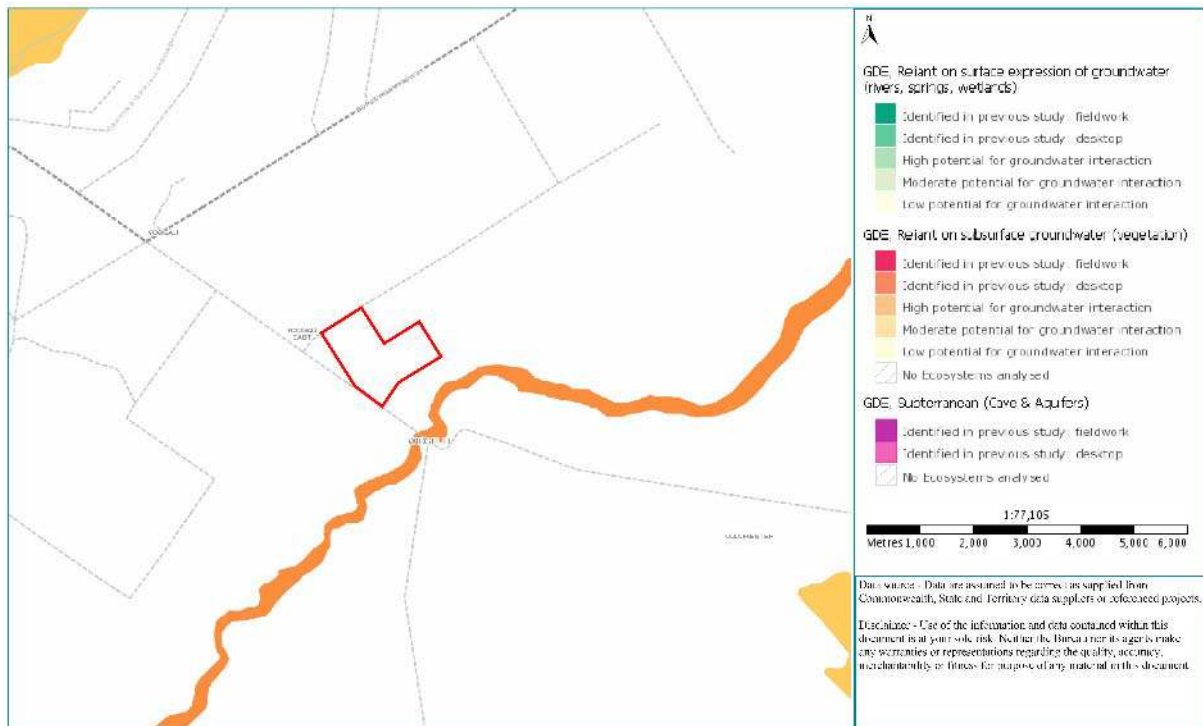 N
GDE, Reliant on surface expression of groundwater
(rivers, springs, wetlands)
Identified in previous study: fieldwork
Identified in previous study: desktop
High potential for groundwater interaction
Moderate potential for groundwater interaction
Low potential for groundwater interaction
GDE, Reliant on subsurface groundwater (vegetation)
Identified in previous study: fieldwork
Identified in previous study: desktop
High potential for groundwater interaction
Moderate potential for groundwater interaction
Low potential for groundwater interaction
No Ecosystems analysed
GDE, Subterranean (Cave & Aquifers)
Identified in previous study: fieldwork
Identified in previous study: desktop
No Ecosystems analysed
1:77,105
Metres 1,000 2,000 3,000 4,000 5,000 6,000
EAST
COLCHESTER
Data source - Data are assumed to be correct as supplied from
Commonwealth, State and Territory data suppliers or referenced projects.
Disclaimer - Use of the information and data contained within this
document is at your sole risk. Neither the Bureau nor its agents make
any warranties or representations regarding the quality, accuracy,
merchantability or fitness for purpose of any material in this document.